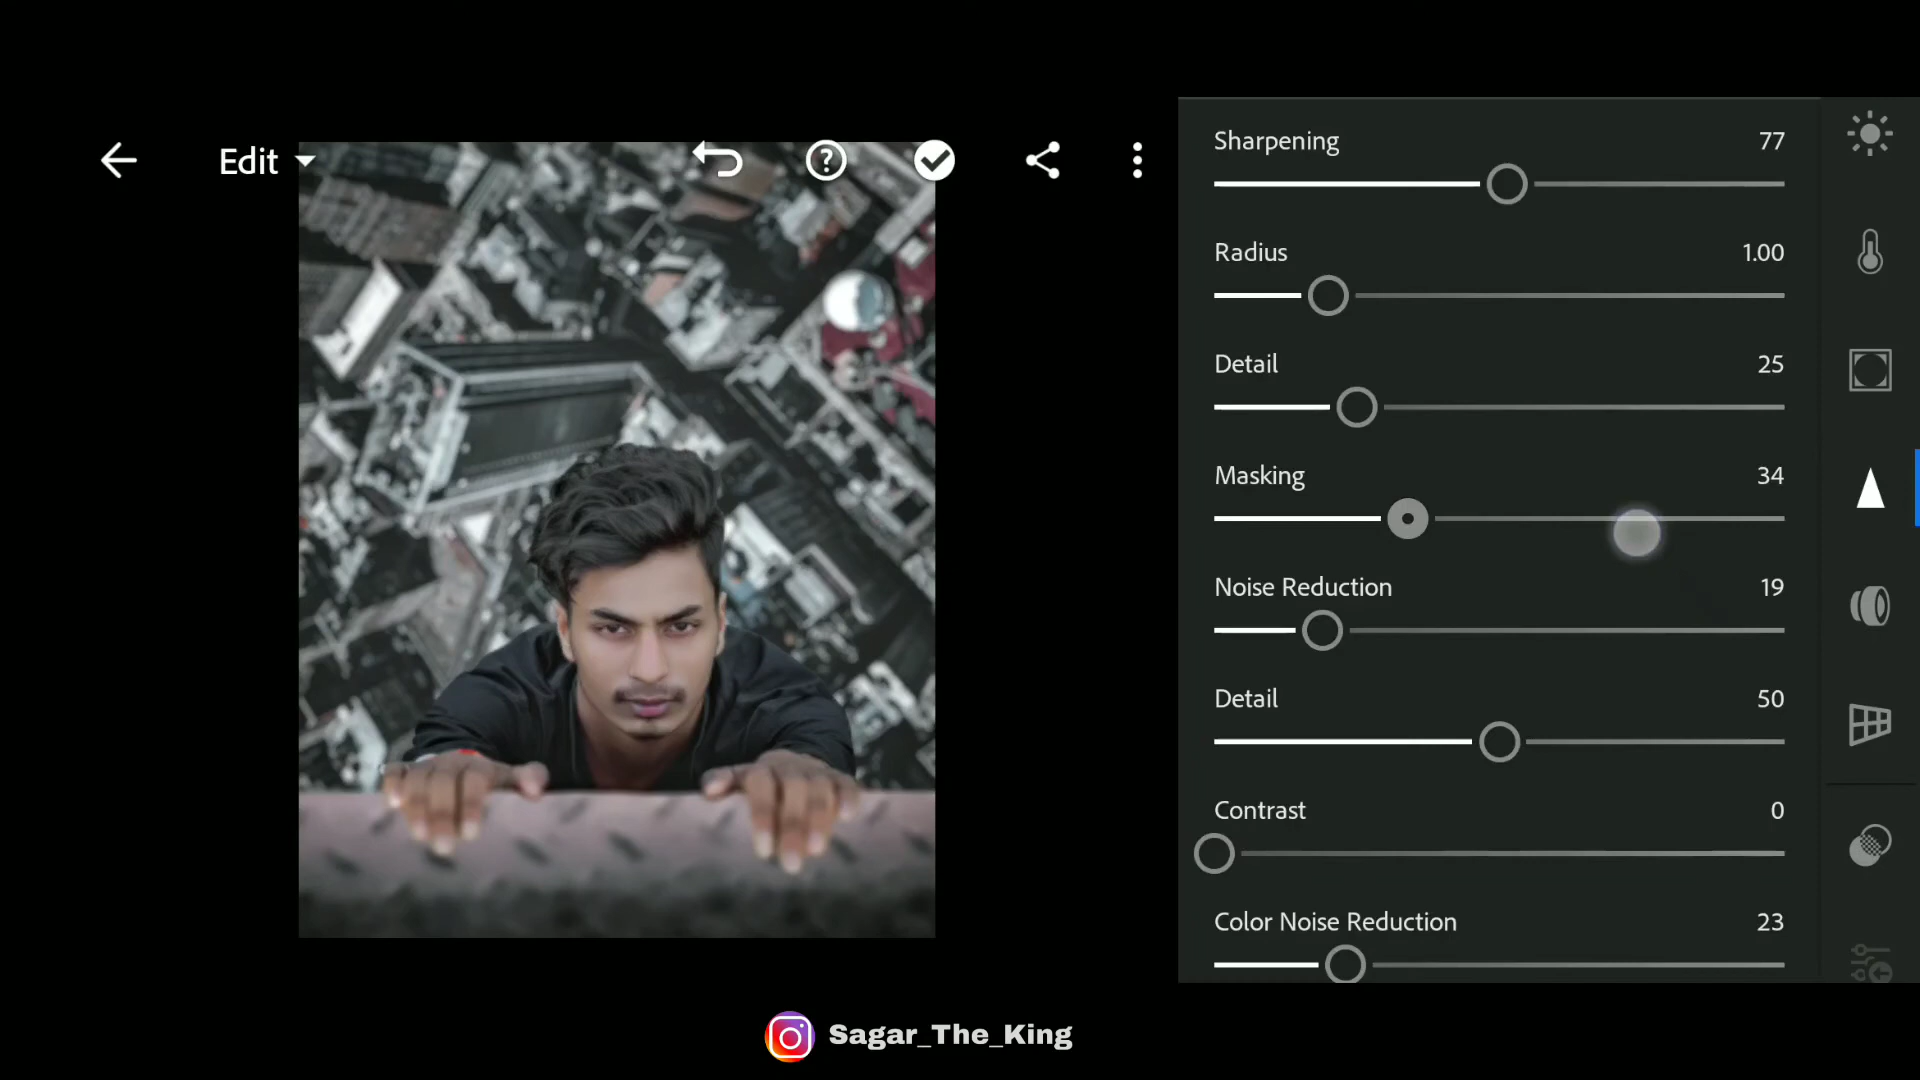 Edit
Sharpening 77
Radius 1.00
Detail 25
Masking 34
Noise Reduction 19
Detail 50
Contrast 0
Color Noise Reduction 23
Sagar_The_King